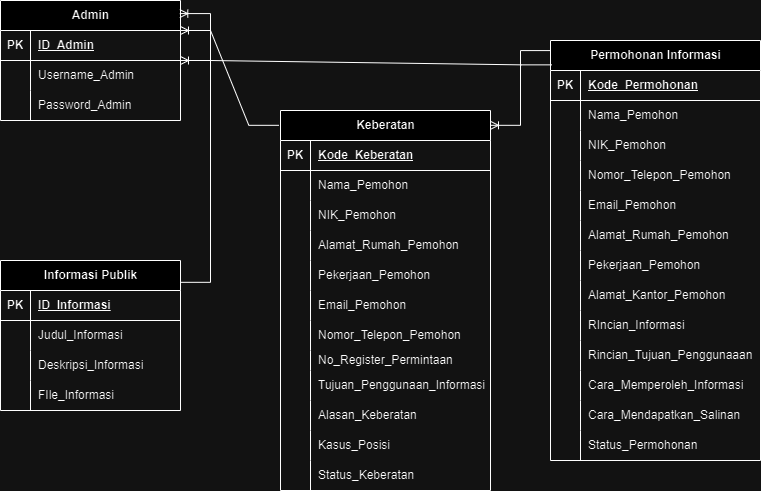 Admin
PK ID_Admin
Username_Admin
Password_Admin
Informasi Publik
PK ID_Informasi
Judul_Informasi
Deskripsi_Informasi
FIle_Informasi
Keberatan
PK Kode_Keberatan
Nama_Pemohon
NIK_Pemohon
Alamat_Rumah_Pemohon
Pekerjaan_Pemohon
Email_Pemohon
Nomor_Telepon_Pemohon
No_Register_Permintaan
Tujuan_Penggunaan_Informasi
Alasan_Keberatan
Kasus_Posisi
Status_Keberatan
Permohonan Informasi
PK Kode_Permohonan
Nama_Pemohon
NIK_Pemohon
Nomor_Telepon_Pemohon
Email_Pemohon
Alamat_Rumah_Pemohon
Pekerjaan_Pemohon
Alamat_Kantor_Pemohon
RIncian_Informasi
Rincian_Tujuan_Penggunaaan
Cara_Memperoleh_Informasi
Cara_Mendapatkan_Salinan
Status_Permohonan